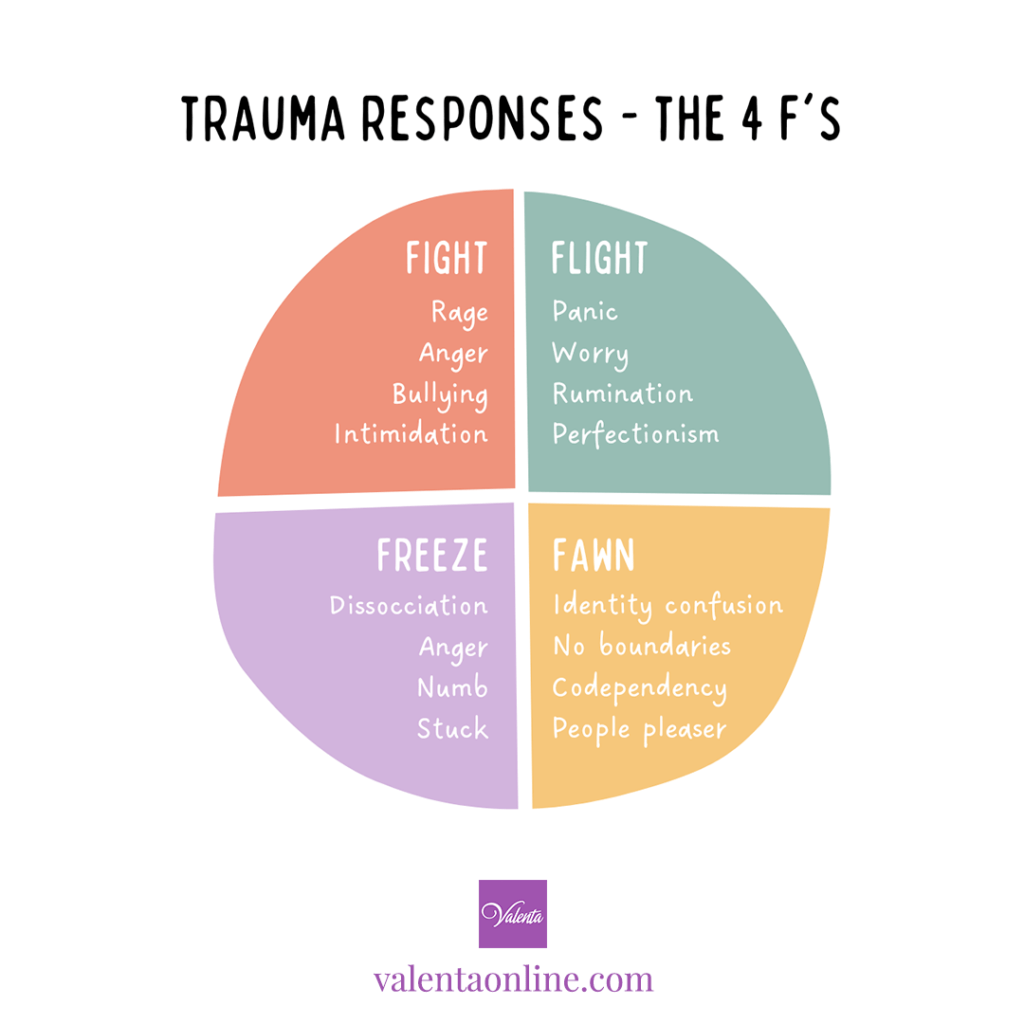 TRAUMA RESPONSES - THE 4 F'S
FIGHT
Rage
Anger
Bullying
Intimidation
FLIGHT
Panic
Worry
Rumination
Perfectionism
FREEZE
Dissocciation
Anger
Numb
Stuck
FAWN
Identity confusion
No boundaries
Codependency
People pleaser
Valenta
valentaonline.com